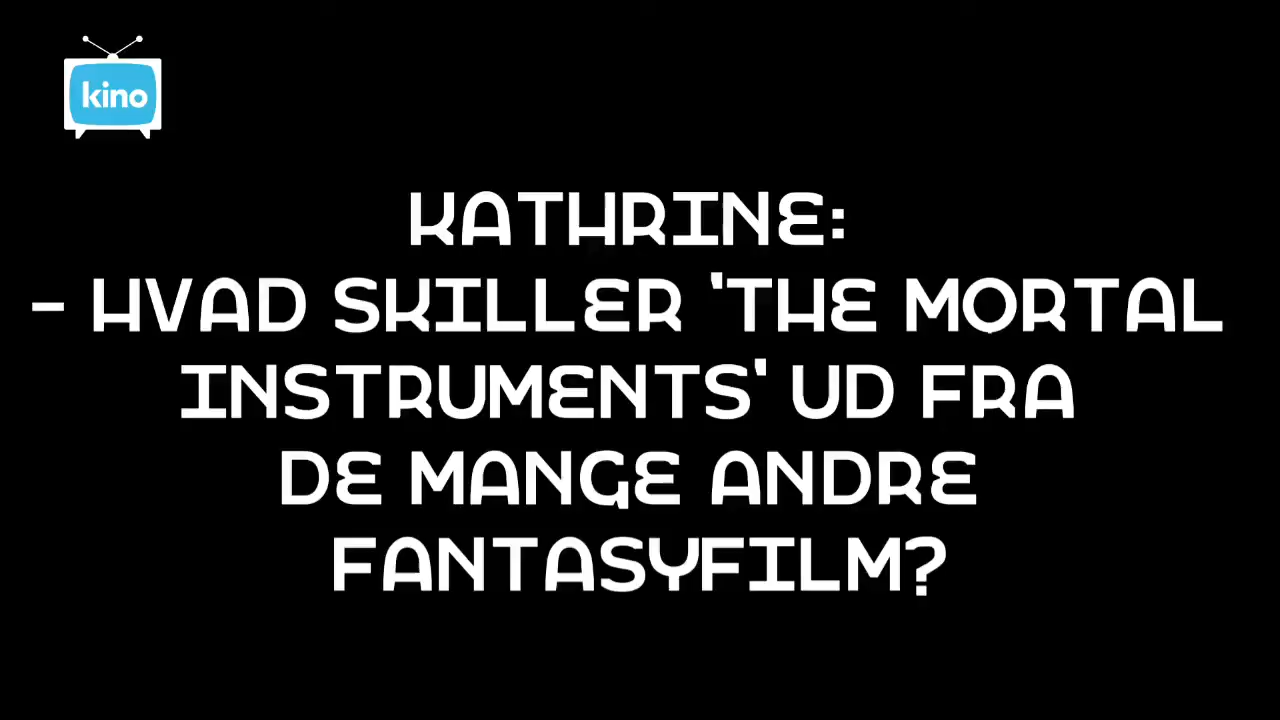 kino
KATHRINE:
- HVAD SKILLER 'THE MORTAL
INSTRUMENTS' UD FRA
DE MANGE ANDRE
FANTASYFILM?